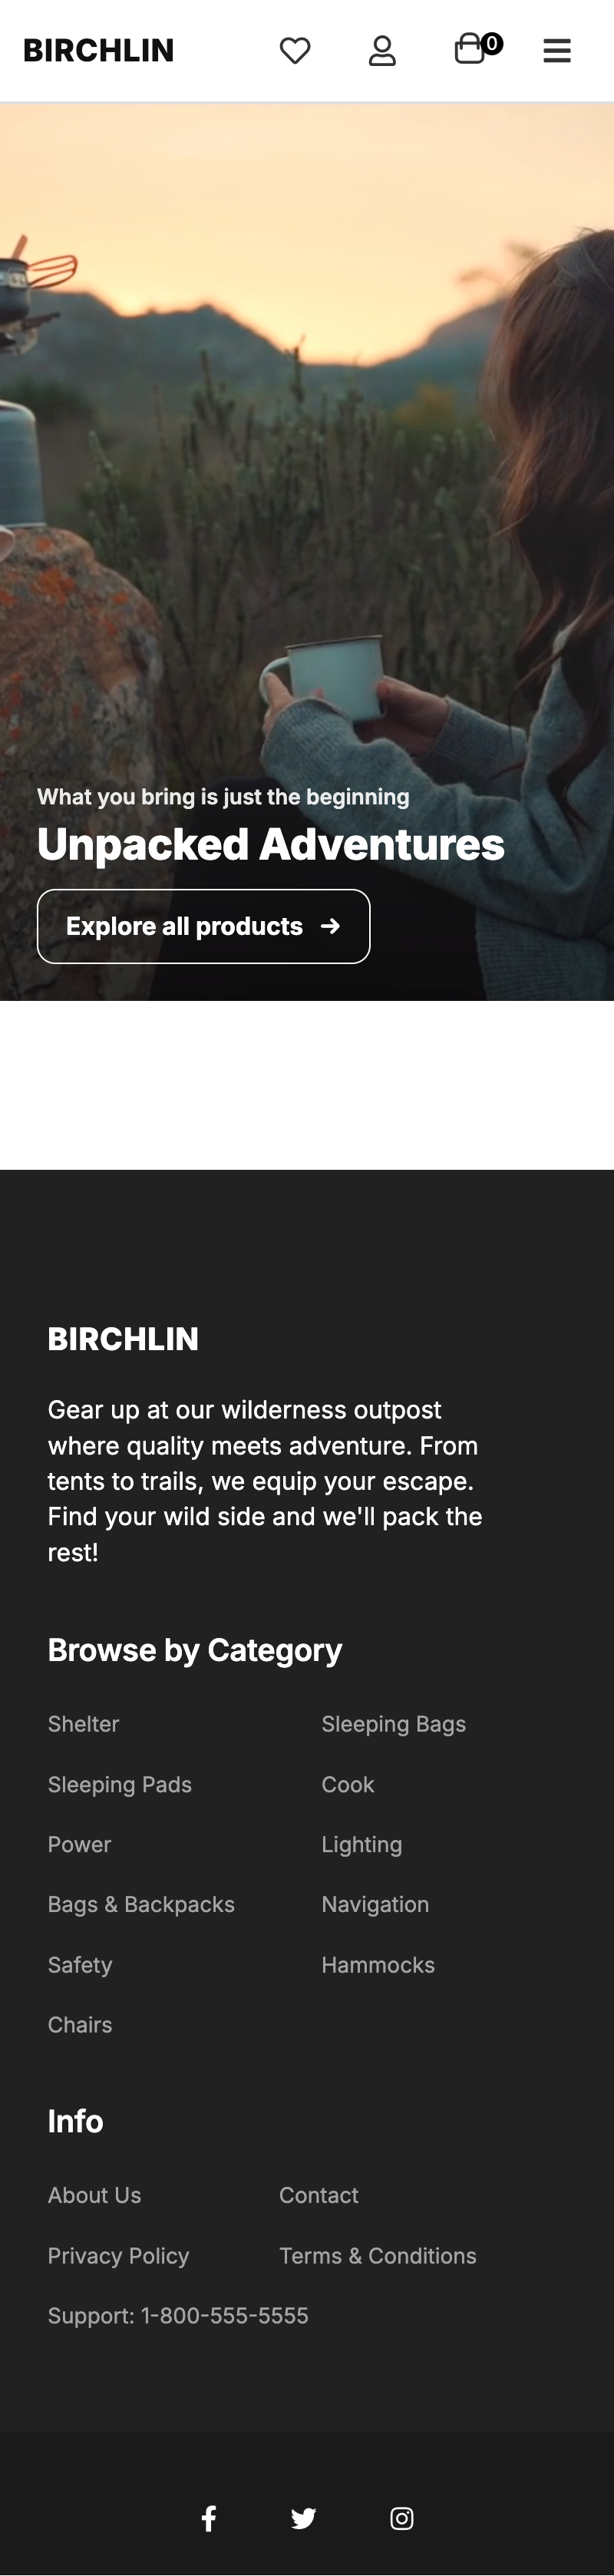 BIRCHLIN
0
What you bring is just the beginning
Unpacked Adventures
Explore all products →
BIRCHLIN
Gear up at our wilderness outpost
where quality meets adventure. From
tents to trails, we equip your escape.
Find your wild side and we'll pack the
rest!
Browse by Category
Shelter
Sleeping Bags
Sleeping Pads
Cook
Power
Lighting
Bags & Backpacks
Navigation
Safety
Hammocks
Chairs
Info
About Us
Contact
Privacy Policy
Terms & Conditions
Support: 1-800-555-5555